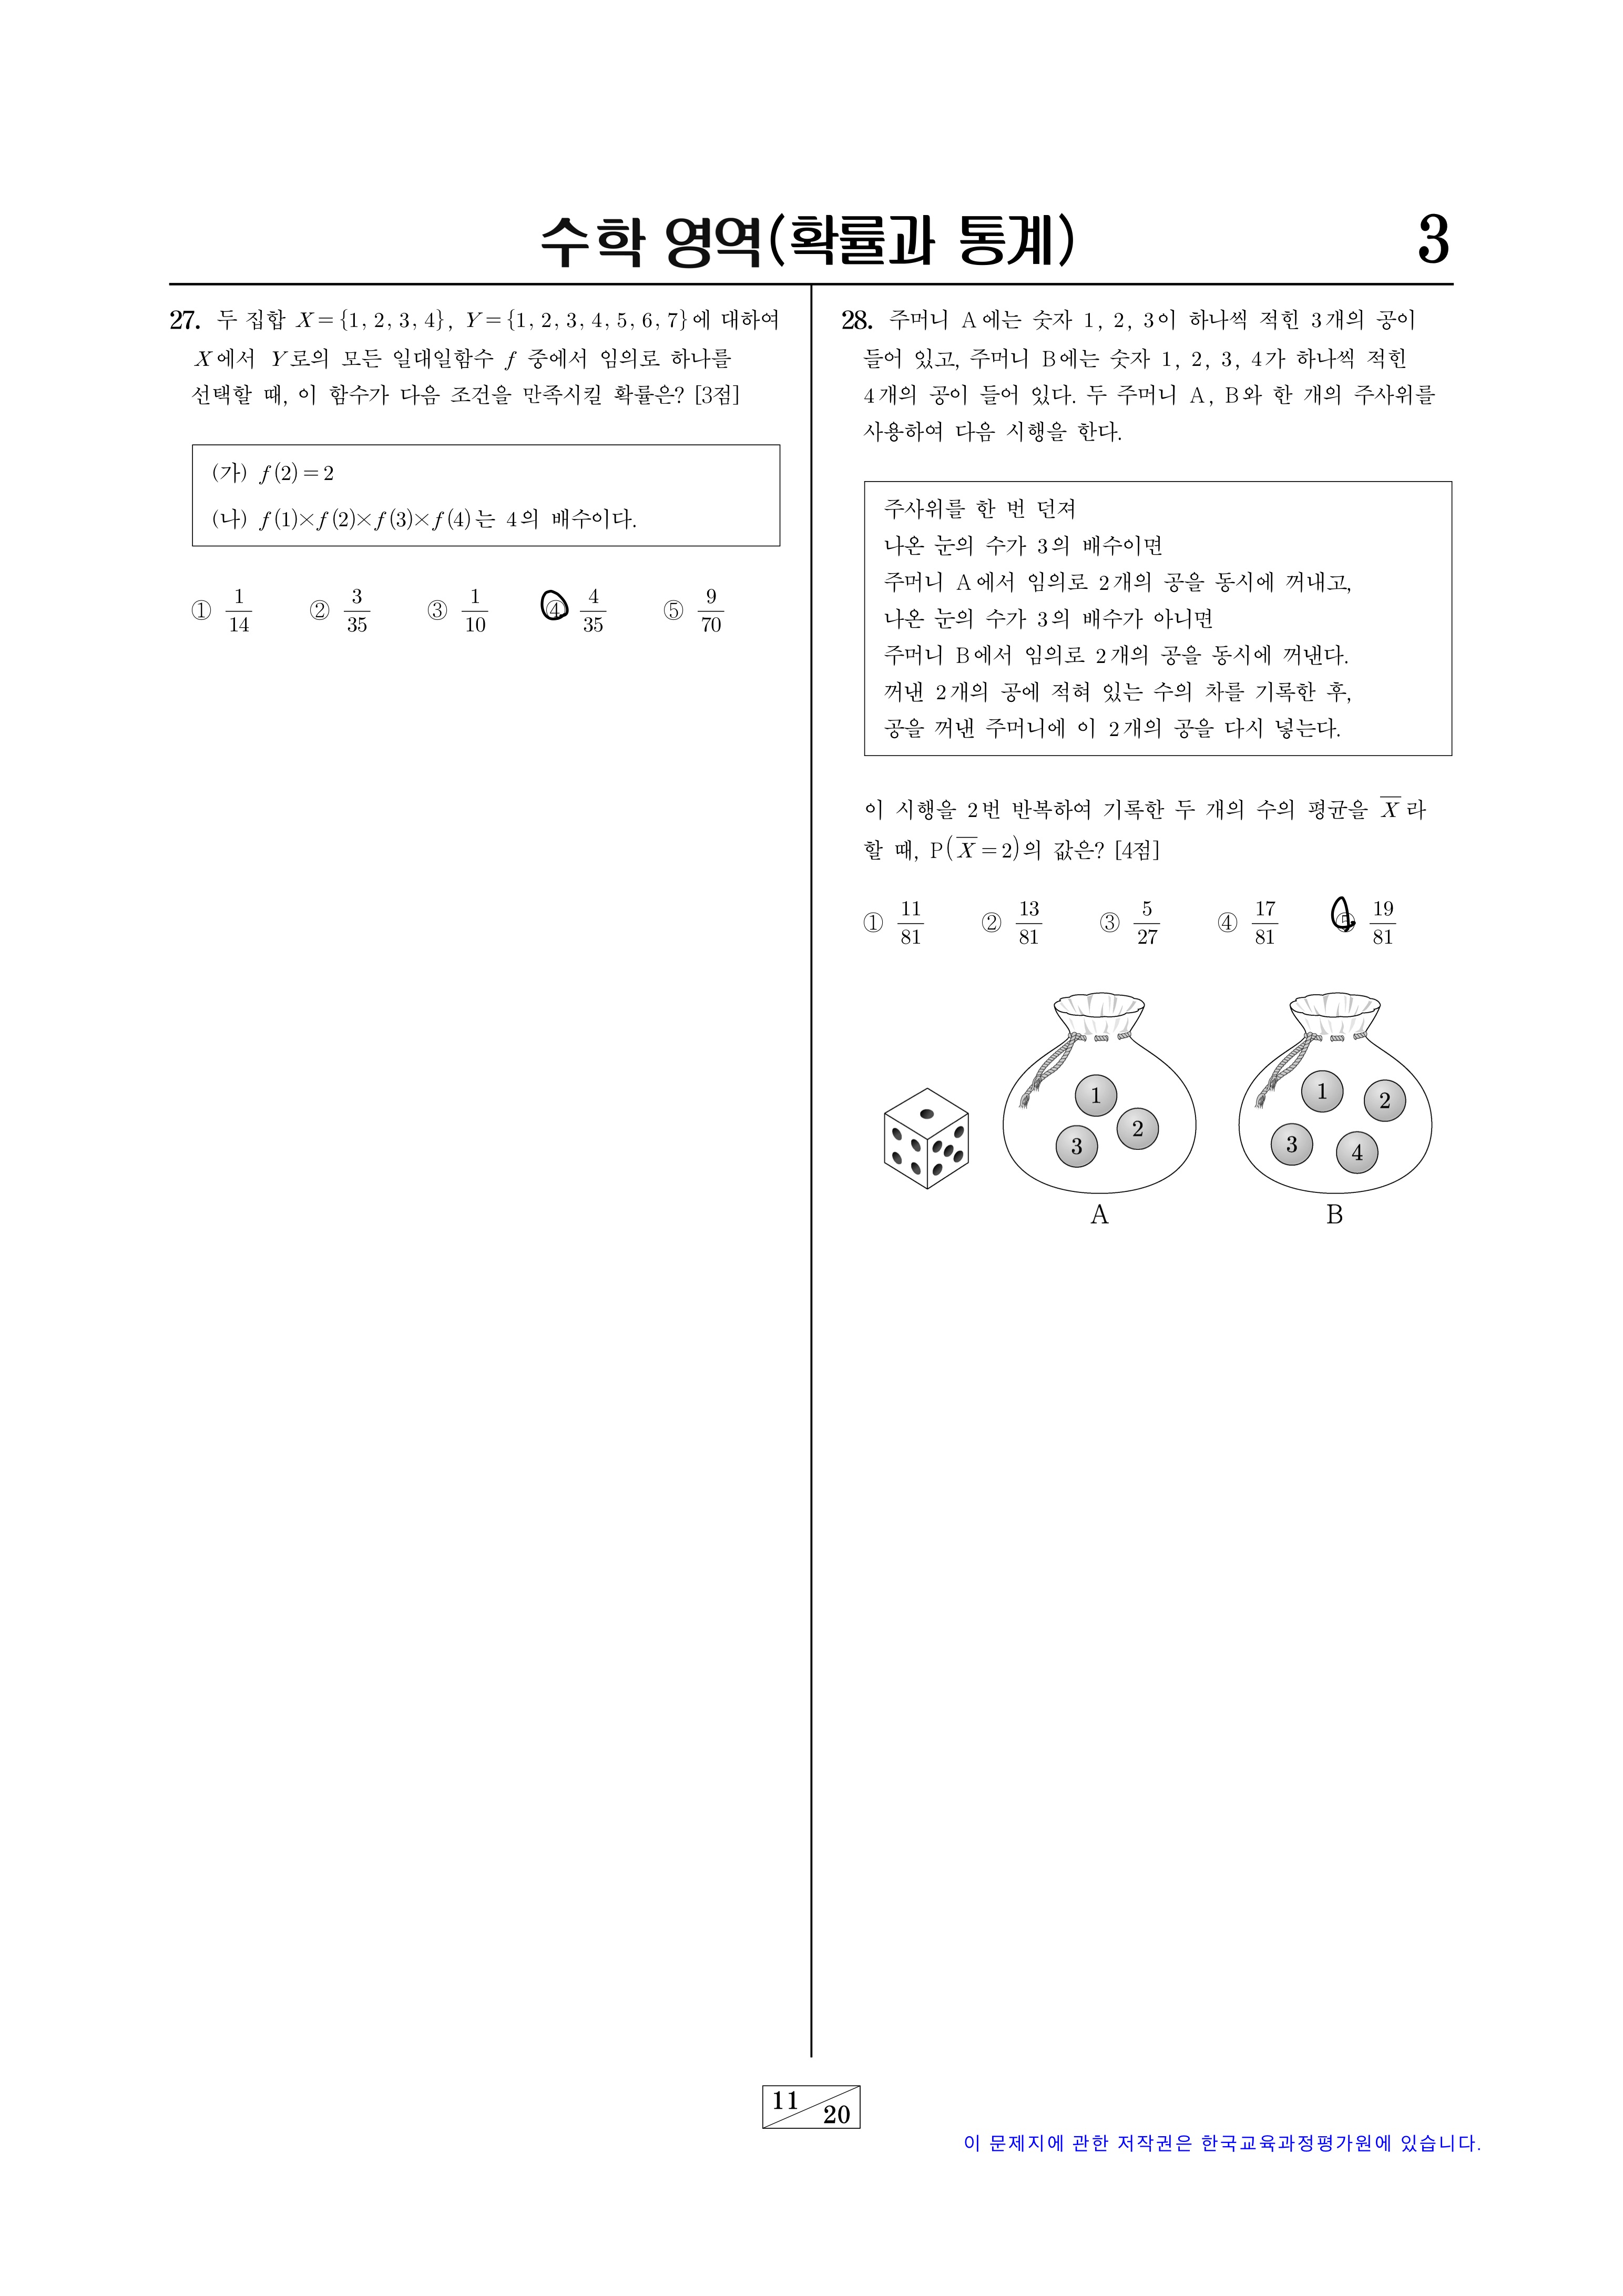 수학 영역(확률과 통계)
3
27. 두 집합 X={1, 2, 3, 4}, Y={1, 2, 3, 4, 5, 6, 7}에 대하여
X에서 Y로의 모든 일대일함수 f 중에서 임의로 하나를
선택할 때, 이 함수가 다음 조건을 만족시킬 확률은? [3점]
(가) f(2)=2
(나) f(1)×f(2)×f(3)×f(4)는 4의 배수이다.
① 1/14 ② 3/35 ③ 1/10 ④ 4/35 ⑤ 9/70
28. 주머니 A에는 숫자 1, 2, 3이 하나씩 적힌 3개의 공이
들어 있고, 주머니 B에는 숫자 1, 2, 3, 4가 하나씩 적힌
4개의 공이 들어 있다. 두 주머니 A, B와 한 개의 주사위를
사용하여 다음 시행을 한다.
주사위를 한 번 던져
나온 눈의 수가 3의 배수이면
주머니 A에서 임의로 2개의 공을 동시에 꺼내고,
나온 눈의 수가 3의 배수가 아니면
주머니 B에서 임의로 2개의 공을 동시에 꺼낸다.
꺼낸 2개의 공에 적혀 있는 수의 차를 기록한 후,
공을 꺼낸 주머니에 이 2개의 공을 다시 넣는다.
이 시행을 2번 반복하여 기록한 두 개의 수의 평균을 X̅라
할 때, P(X̅=2)의 값은? [4점]
① 11/81 ② 13/81 ③ 5/27 ④ 17/81 ⑤ 19/81
1 2 3
A
1 2 3 4
B
11/20
이 문제지에 관한 저작권은 한국교육과정평가원에 있습니다.